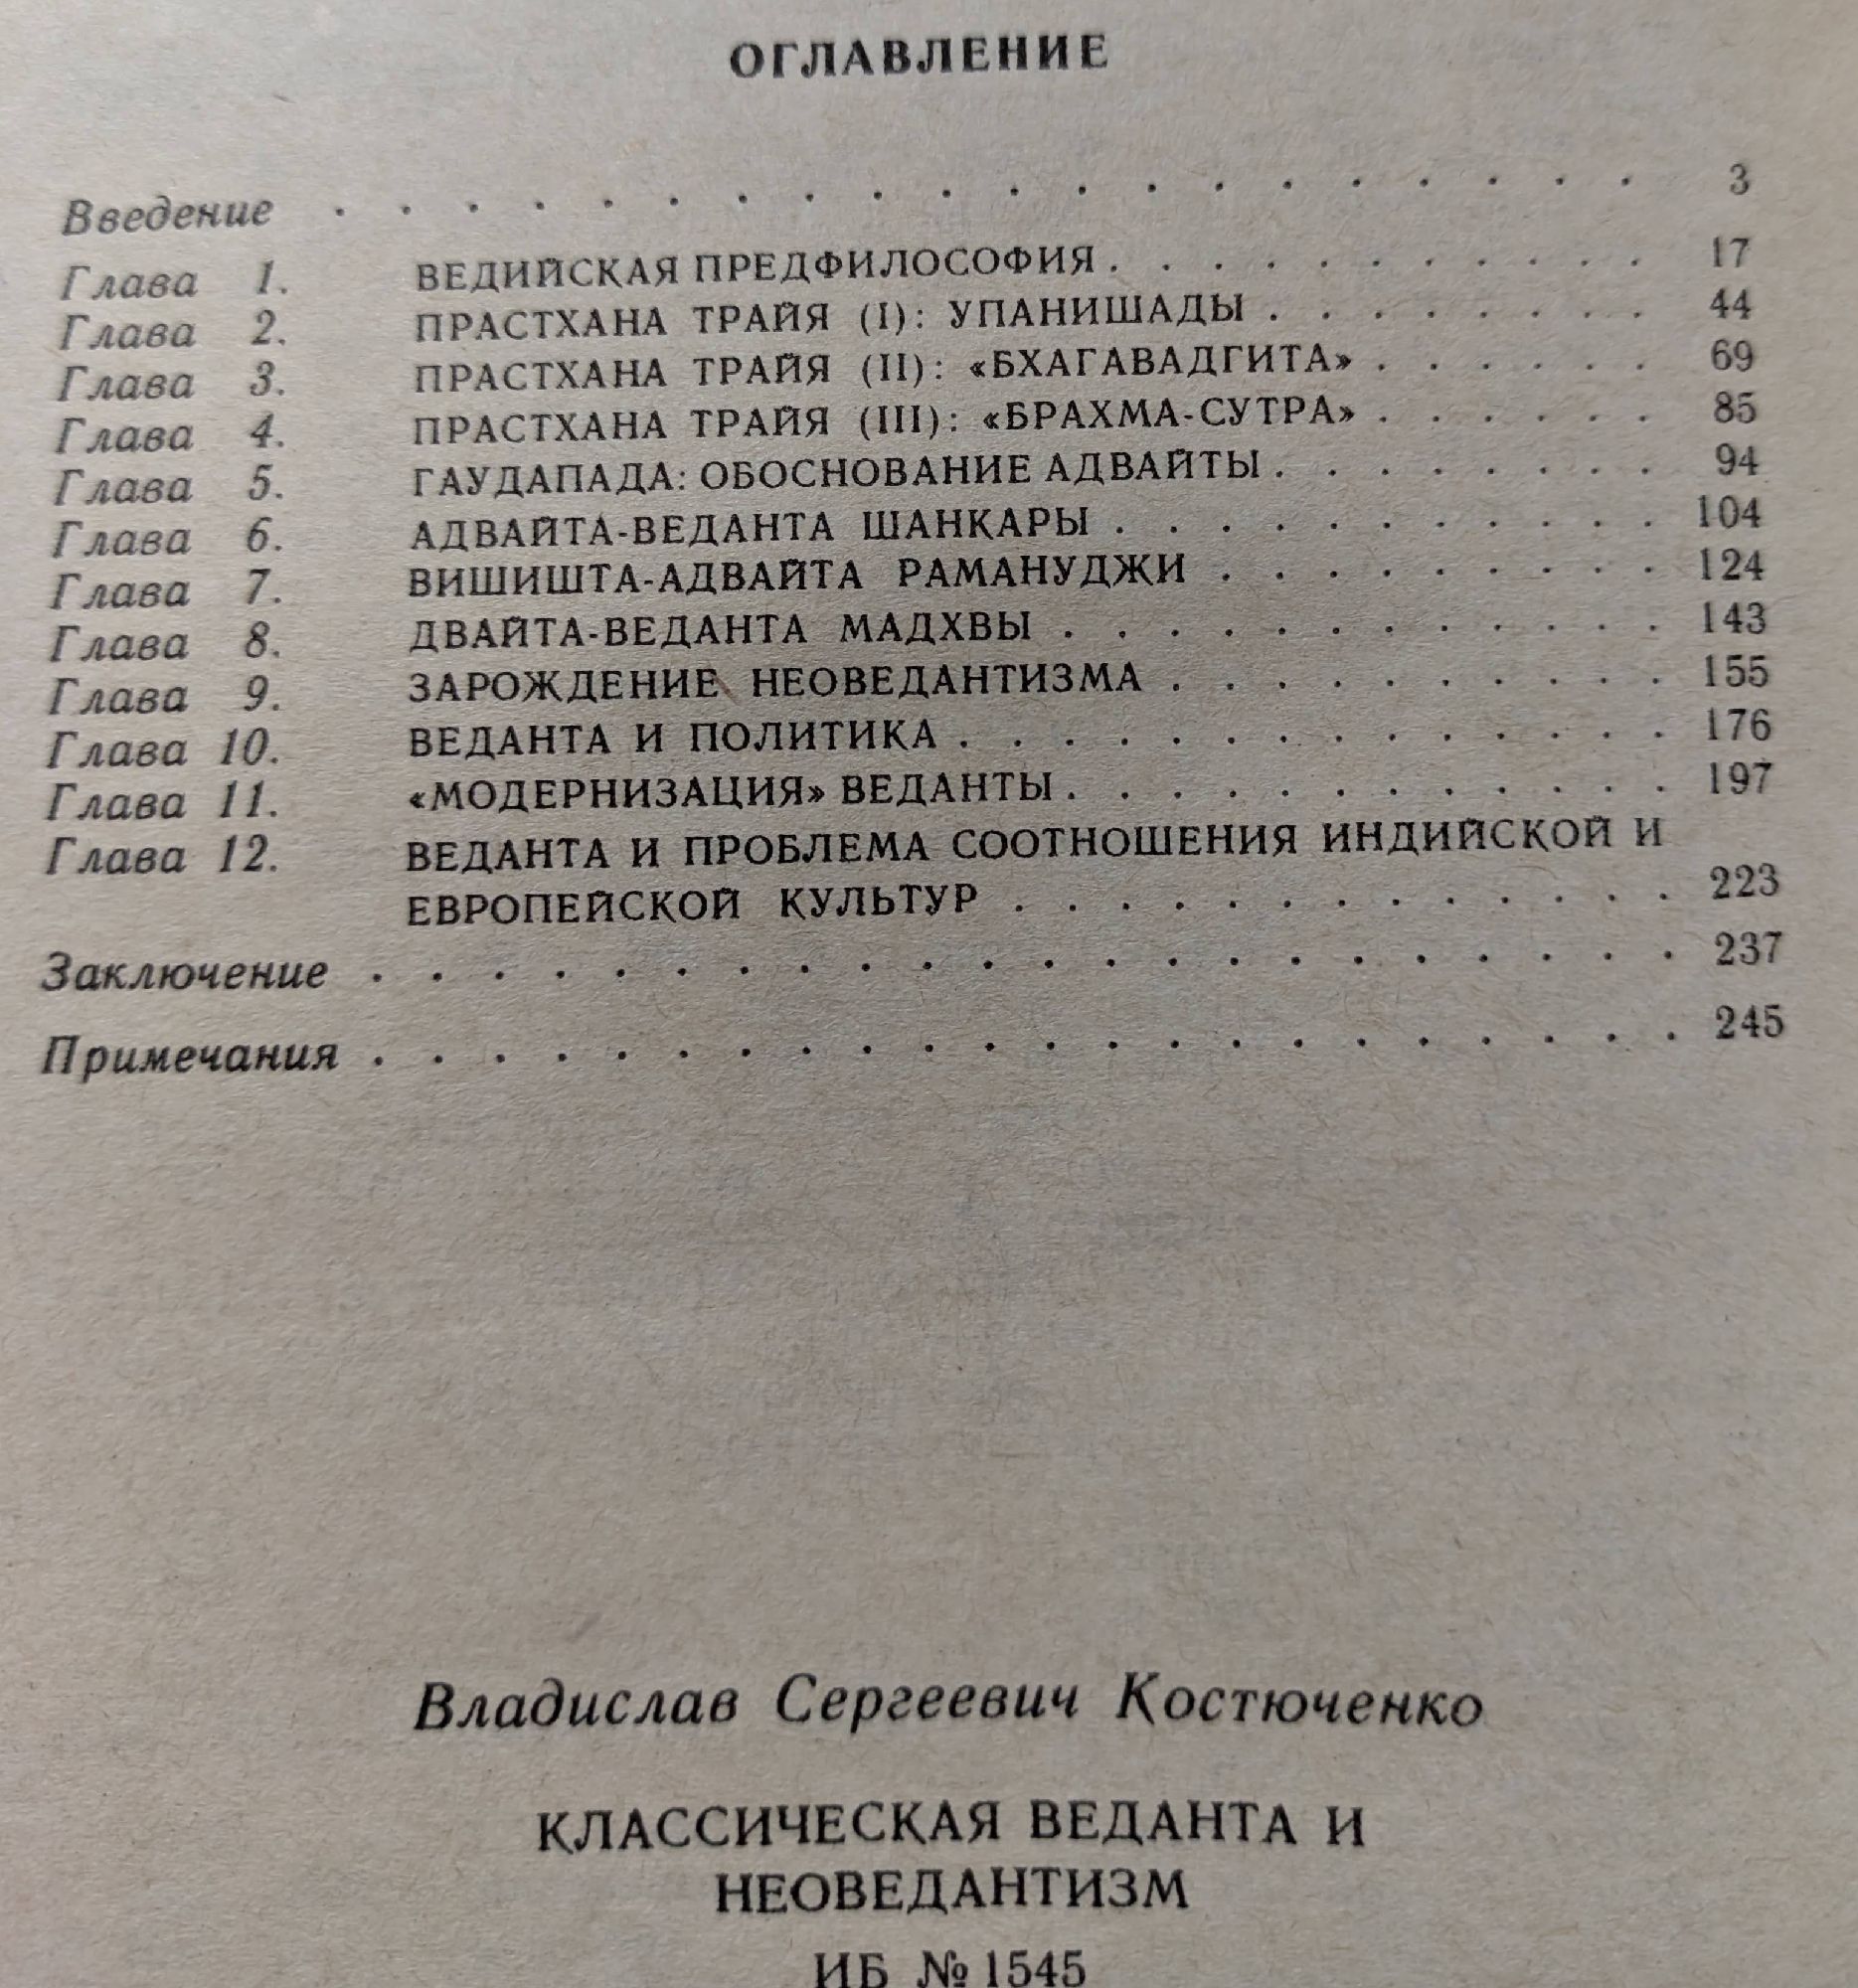 ОГЛАВЛЕНИЕ
Введение . . . . . . . . . . . . . . . . . . . . 3
Глава 1. ВЕДИЙСКАЯ ПРЕДФИЛОСОФИЯ . . . . . . . . . . . 17
Глава 2. ПРАСТХАНА ТРАЙЯ (I): УПАНИШАДЫ . . . . . . . . 44
Глава 3. ПРАСТХАНА ТРАЙЯ (II): «БХАГАВАДГИТА» . . . . . . 69
Глава 4. ПРАСТХАНА ТРАЙЯ (III): «БРАХМА-СУТРА» . . . . . . 85
Глава 5. ГАУДАПАДА: ОБОСНОВАНИЕ АДВАЙТЫ . . . . . . . . 94
Глава 6. АДВАЙТА-ВЕДАНТА ШАНКАРЫ . . . . . . . . . . . 104
Глава 7. ВИШИШТА-АДВАЙТА РАМАНУДЖИ . . . . . . . . . 124
Глава 8. ДВАЙТА-ВЕДАНТА МАДХВЫ . . . . . . . . . . . . 143
Глава 9. ЗАРОЖДЕНИЕ НЕОВЕДАНТИЗМА . . . . . . . . . . 155
Глава 10. ВЕДАНТА И ПОЛИТИКА . . . . . . . . . . . . . . 176
Глава 11. «МОДЕРНИЗАЦИЯ» ВЕДАНТЫ . . . . . . . . . . . . 197
Глава 12. ВЕДАНТА И ПРОБЛЕМА СООТНОШЕНИЯ ИНДИЙСКОЙ И
ЕВРОПЕЙСКОЙ КУЛЬТУР . . . . . . . . . . . . . 223
Заключение . . . . . . . . . . . . . . . . . . . . . . 237
Примечания . . . . . . . . . . . . . . . . . . . . . . 245
Владислав Сергеевич Костюченко
КЛАССИЧЕСКАЯ ВЕДАНТА И
НЕОВЕДАНТИЗМ
ИБ № 1545